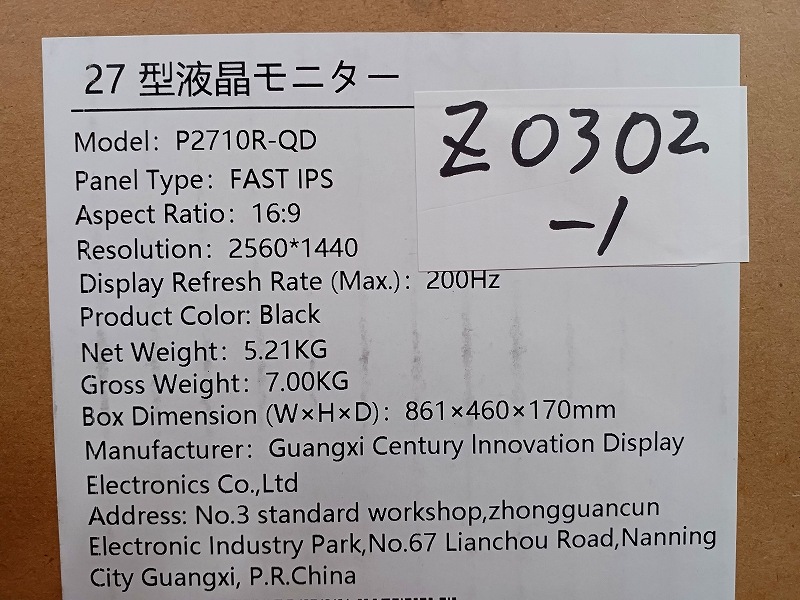 27 型液晶モニター
Z0302
-1
Model: P2710R-QD
Panel Type: FAST IPS
Aspect Ratio: 16:9
Resolution: 2560*1440
Display Refresh Rate (Max.): 200Hz
Product Color: Black
Net Weight: 5.21KG
Gross Weight: 7.00KG
Box Dimension (W×H×D): 861×460×170mm
Manufacturer: Guangxi Century Innovation Display
Electronics Co.,Ltd
Address: No.3 standard workshop,zhongguancun
Electronic Industry Park,No.67 Lianchou Road,Nanning
City Guangxi, P.R.China